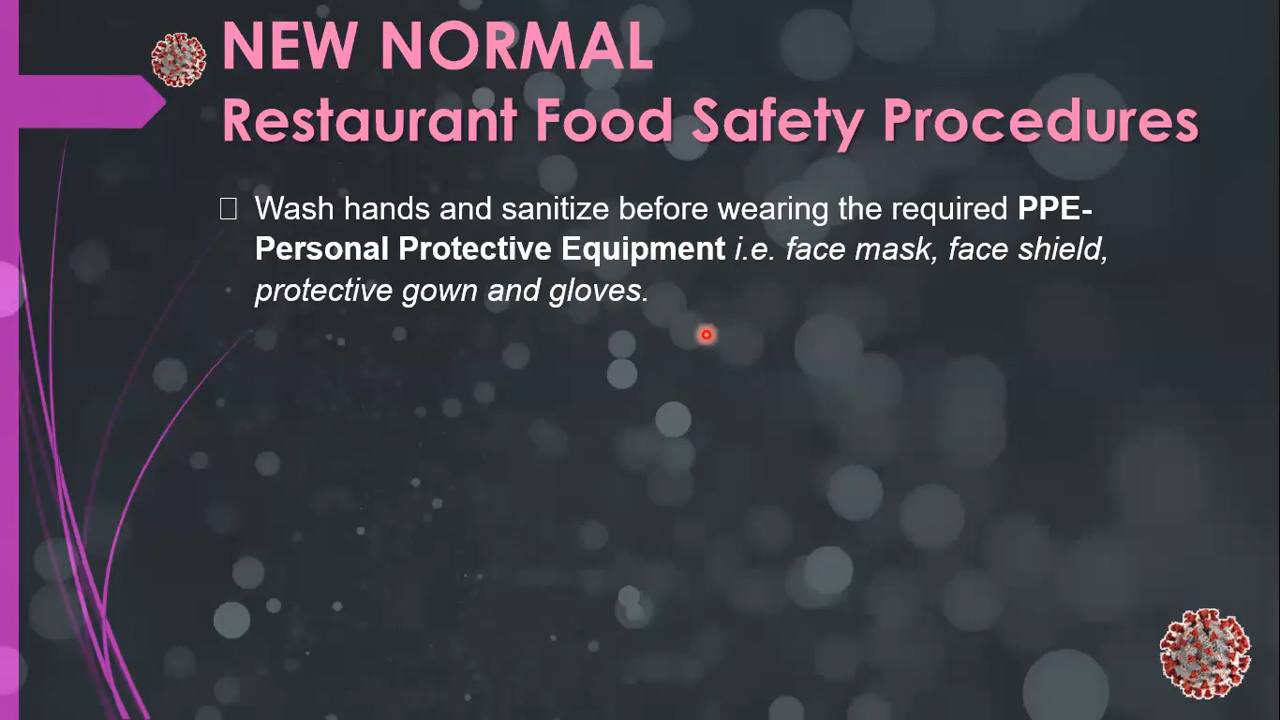 NEW NORMAL
Restaurant Food Safety Procedures
Wash hands and sanitize before wearing the required PPE-
Personal Protective Equipment i.e. face mask, face shield,
protective gown and gloves.